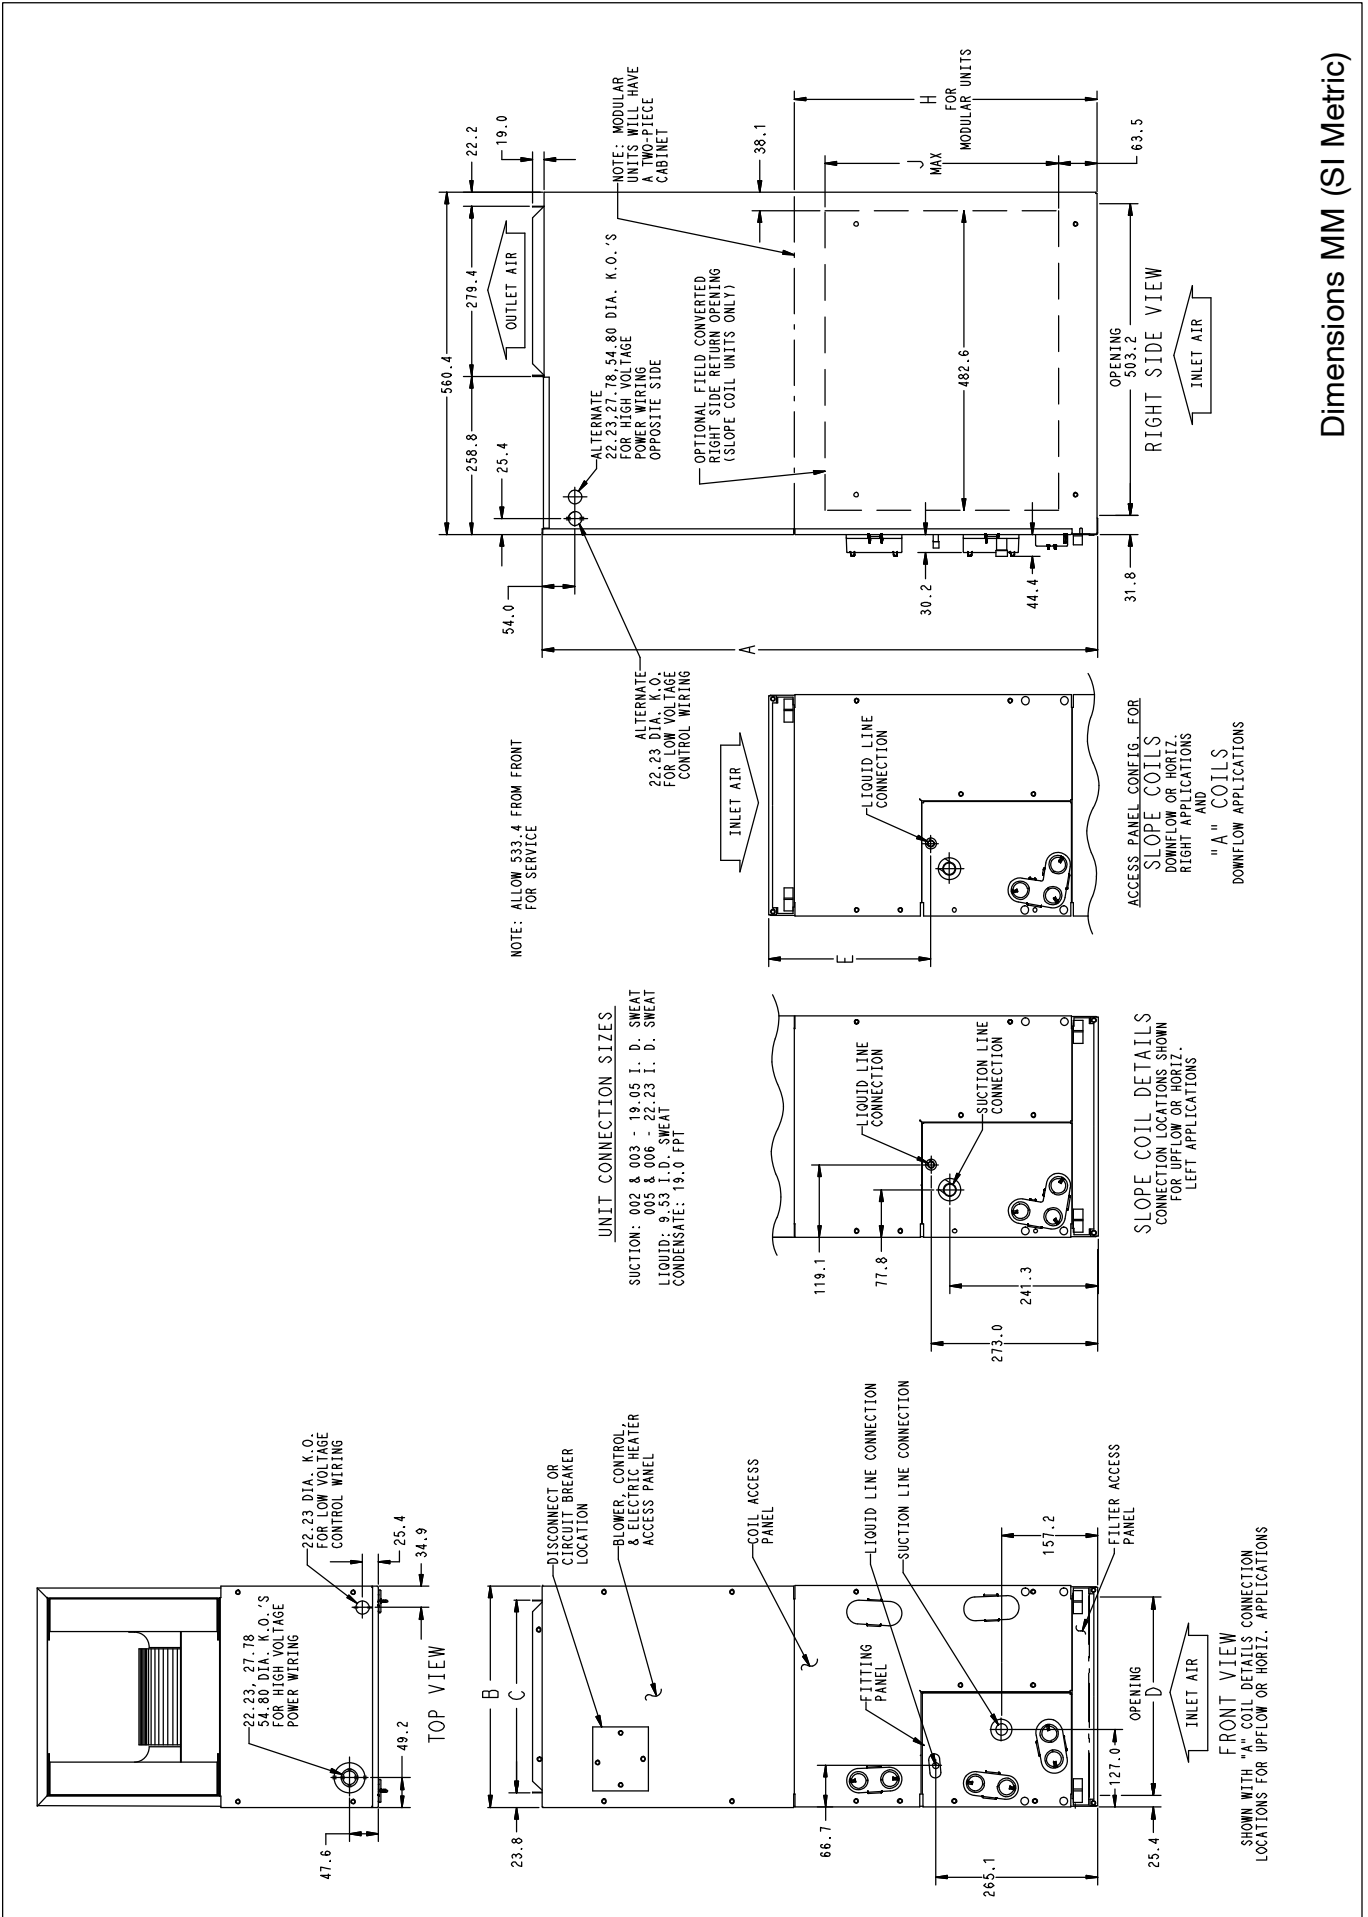 Dimensions MM (SI Metric)
22.23, 27.78
54.80 DIA. K.O.'S
FOR HIGH VOLTAGE
POWER WIRING
22.23 DIA. K.O.
FOR LOW VOLTAGE
CONTROL WIRING
47.6
49.2
25.4
34.9
TOP VIEW
23.8
B
C
DISCONNECT OR
CIRCUIT BREAKER
LOCATION
BLOWER, CONTROL,
& ELECTRIC HEATER
ACCESS PANEL
COIL ACCESS
PANEL
FITTING
PANEL
LIQUID LINE CONNECTION
SUCTION LINE CONNECTION
66.7
265.1
157.2
127.0
25.4
OPENING
D
FILTER ACCESS
PANEL
INLET AIR
FRONT VIEW
SHOWN WITH "A" COIL DETAILS CONNECTION
LOCATIONS FOR UPFLOW OR HORIZ. APPLICATIONS
NOTE: ALLOW 533.4 FROM FRONT
FOR SERVICE
UNIT CONNECTION SIZES
SUCTION: 002 & 003 - 19.05 I. D. SWEAT
005 & 006 - 22.23 I. D. SWEAT
LIQUID: 9.53 I.D. SWEAT
CONDENSATE: 19.0 FPT
119.1
77.8
LIQUID LINE
CONNECTION
SUCTION LINE
CONNECTION
241.3
273.0
SLOPE COIL DETAILS
CONNECTION LOCATIONS SHOWN
FOR UPFLOW OR HORIZ.
LEFT APPLICATIONS
INLET AIR
E
LIQUID LINE
CONNECTION
ACCESS PANEL CONFIG. FOR
SLOPE COILS
DOWNFLOW OR HORIZ.
RIGHT APPLICATIONS
AND
"A" COILS
DOWNFLOW APPLICATIONS
560.4
258.8
279.4
22.2
25.4
19.0
OUTLET AIR
54.0
ALTERNATE
22.23 DIA. K.O.
FOR LOW VOLTAGE
CONTROL WIRING
ALTERNATE
22.23,27.78,54.80 DIA. K.O.'S
FOR HIGH VOLTAGE
POWER WIRING
OPPOSITE SIDE
NOTE: MODULAR
UNITS WILL HAVE
A TWO-PIECE
CABINET
OPTIONAL FIELD CONVERTED
RIGHT SIDE RETURN OPENING
(SLOPE COIL UNITS ONLY)
38.1
A
H
FOR
MODULAR UNITS
J
MAX
482.6
30.2
44.4
31.8
63.5
OPENING
503.2
RIGHT SIDE VIEW
INLET AIR